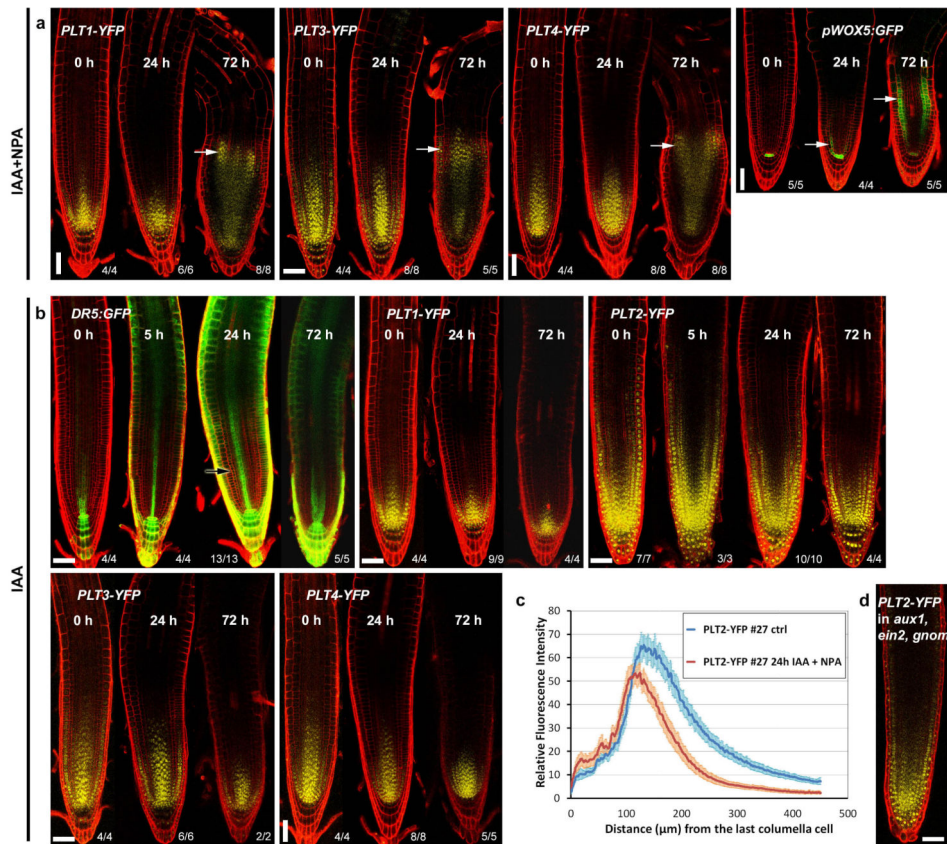 a
IAA+NPA
PLT1-YFP
0 h 24 h 72 h
4/4 6/6 8/8
PLT3-YFP
0 h 24 h 72 h
4/4 8/8 5/5
PLT4-YFP
0 h 24 h 72 h
4/4 8/8 8/8
pWOX5:GFP
0 h 24 h 72 h
5/5 4/4 5/5
b
IAA
DR5:GFP
0 h 5 h 24 h 72 h
4/4 4/4 13/13 5/5
PLT1-YFP
0 h 24 h 72 h
4/4 9/9 4/4
PLT2-YFP
0 h 5 h 24 h 72 h
7/7 3/3 10/10 4/4
PLT3-YFP
0 h 24 h 72 h
4/4 6/6 2/2
PLT4-YFP
0 h 24 h 72 h
4/4 8/8 5/5
c
Relative Fluorescence Intensity
80
70
60
50
40
30
20
10
0
PLT2-YFP #27 ctrl
PLT2-YFP #27 24h IAA + NPA
0 100 200 300 400 500
Distance (µm) from the last columella cell
d
PLT2-YFP
in aux1,
ein2, gnom